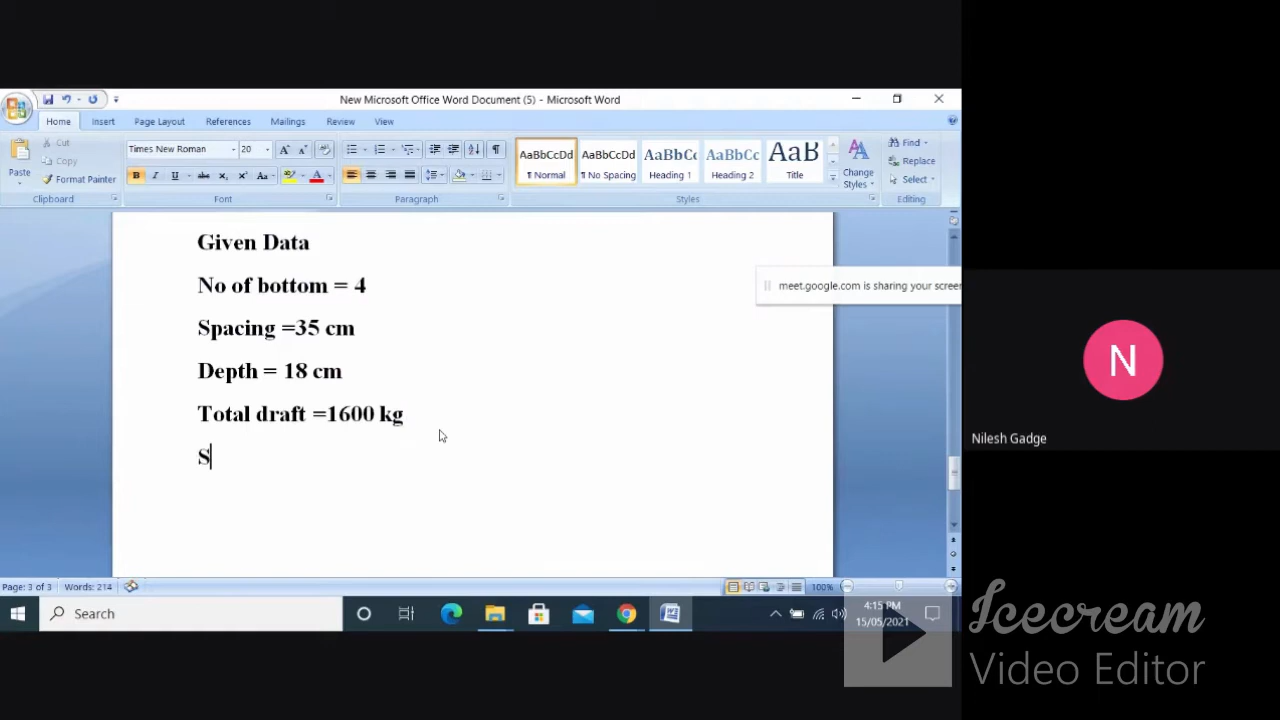 New Microsoft Office Word Document (5) - Microsoft Word
Home Insert Page Layout References Mailings Review View
Paste Cut Copy Format Painter
Times New Roman 20
B I U abc x₂ x² Aa A
AaBbCcDd AaBbCcDd AaBbCc AaBbCc AaB
¶ Normal ¶ No Spacing Heading 1 Heading 2 Title
Change Styles
Find Replace Select
Clipboard Font Paragraph Styles Editing
Given Data
No of bottom = 4
Spacing =35 cm
Depth = 18 cm
Total draft =1600 kg
S
meet.google.com is sharing your screen
N
Nilesh Gadge
Page: 3 of 3 Words: 214 100%
Search
4:15 PM
15/05/2021
Icecream
Video Editor